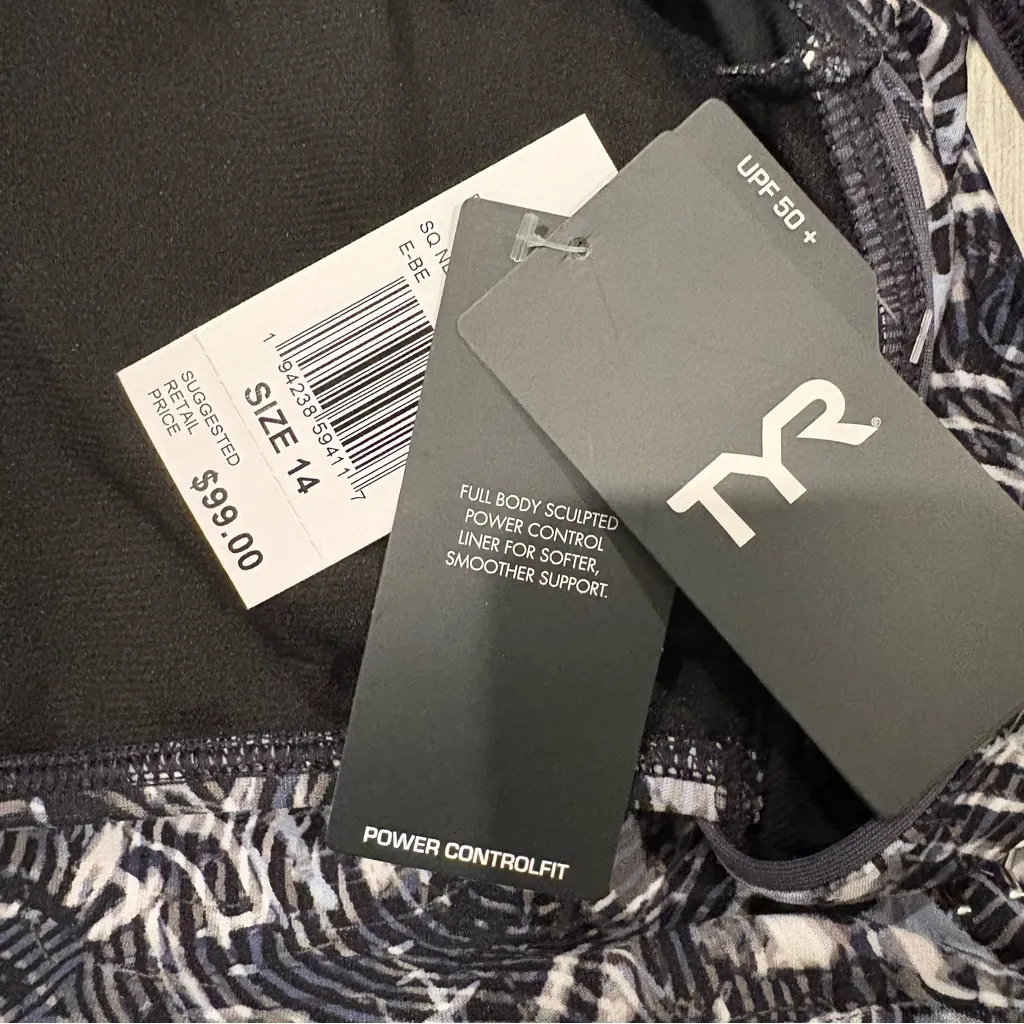 SQ
E-BE
1 94238 59411 7
SIZE 14
SUGGESTED
RETAIL
PRICE
$99.00
FULL BODY SCULPTED
POWER CONTROL
LINER FOR SOFTER,
SMOOTHER SUPPORT.
POWER CONTROLFIT
UPF 50 +
TYR®